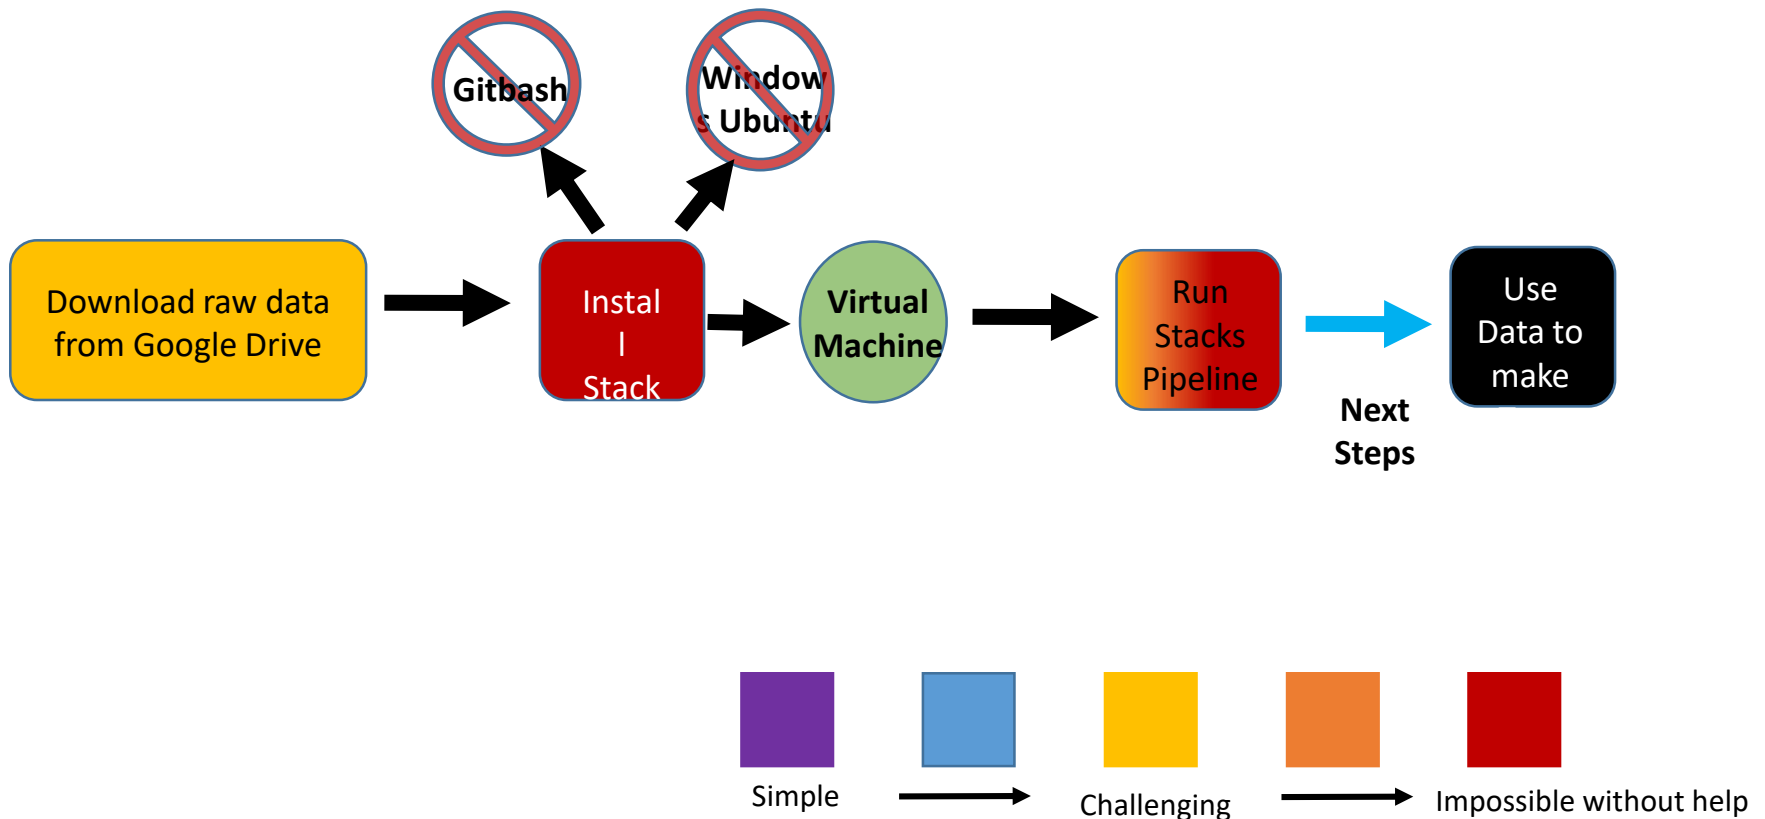 Gitbash
Window
s Ubuntu
Download raw data
from Google Drive
Instal
l
Stack
Virtual
Machine
Run
Stacks
Pipeline
Next
Steps
Use
Data to
make
Simple
Challenging
Impossible without help